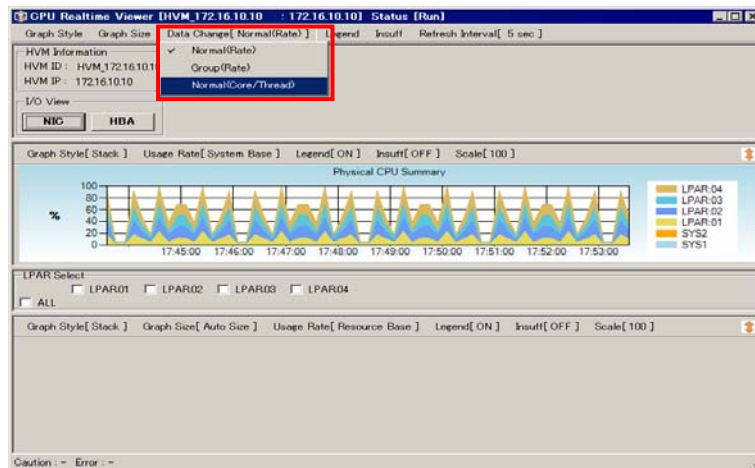 CPU Realtime Viewer [HVM_172.16.10.10 : 172.16.10.10] Status [Run]
Graph Style Graph Size Data Change[ Normal(Rate) ] Legend Insuff Refresh Interval[ 5 sec ]
HVM Information
✓ Normal(Rate)
HVM ID : HVM_172.16.10.10
Group(Rate)
HVM IP : 172.16.10.10
Normal(Core/Thread)
I/O View
NIC HBA
Graph Style[ Stack ] Usage Rate[ System Base ] Legend[ ON ] Insuff[ OFF ] Scale[ 100 ]
Physical CPU Summary
%
100
80
60
40
20
0
17:45:00 17:46:00 17:47:00 17:48:00 17:49:00 17:50:00 17:51:00 17:52:00 17:53:00
LPAR:04
LPAR:03
LPAR:02
LPAR:01
SYS2
SYS1
LPAR Select
LPAR01 LPAR02 LPAR03 LPAR04
ALL
Graph Style[ Stack ] Graph Size[ Auto Size ] Usage Rate[ Resource Base ] Legend[ ON ] Insuff[ OFF ] Scale[ 100 ]
Caution : - Error : -